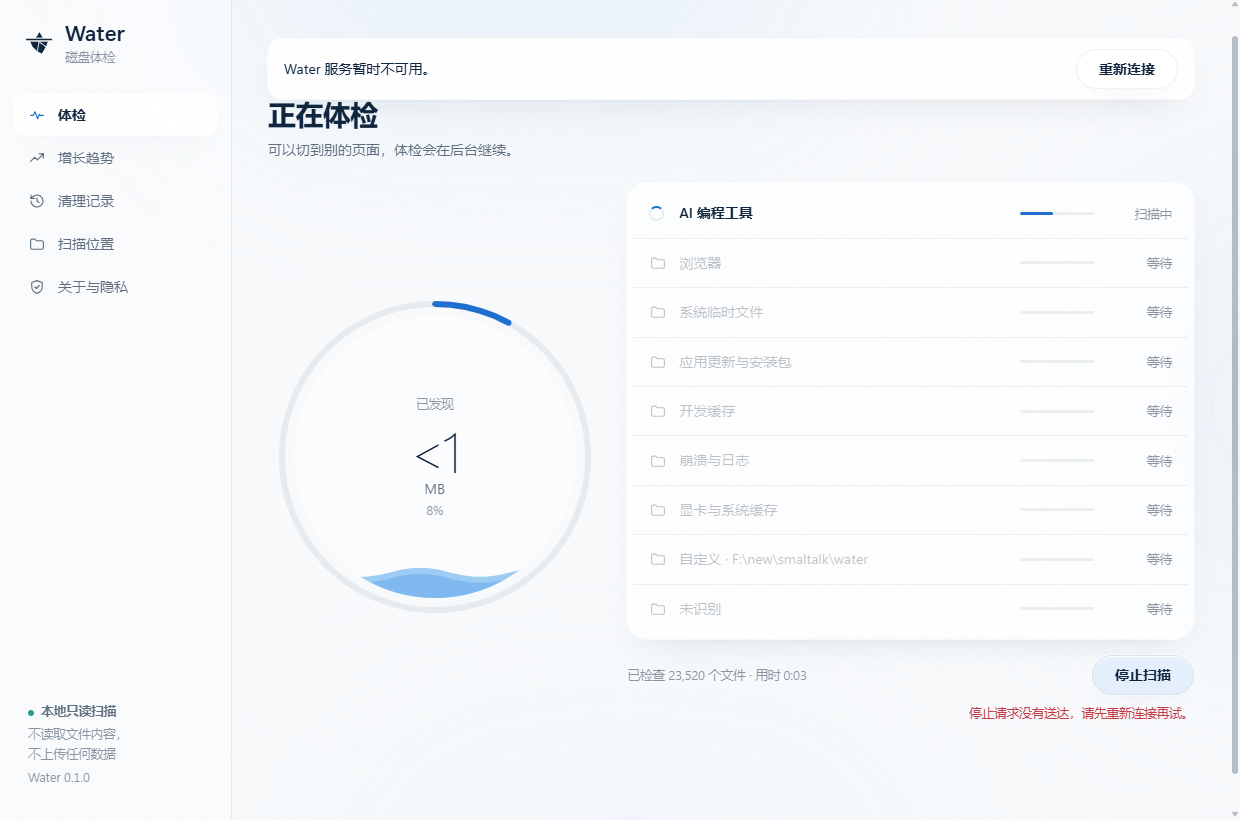 Water
磁盘体检
体检
增长趋势
清理记录
扫描位置
关于与隐私
本地只读扫描
不读取文件内容，
不上传任何数据
Water 0.1.0
Water 服务暂时不可用。
重新连接
正在体检
可以切到别的页面，体检会在后台继续。
已发现
<1
MB
8%
AI 编程工具 扫描中
浏览器 等待
系统临时文件 等待
应用更新与安装包 等待
开发缓存 等待
崩溃与日志 等待
显卡与系统缓存 等待
自定义 · F:\new\smaltalk\water 等待
未识别 等待
已检查 23,520 个文件 · 用时 0:03
停止扫描
停止请求没有送达，请先重新连接再试。